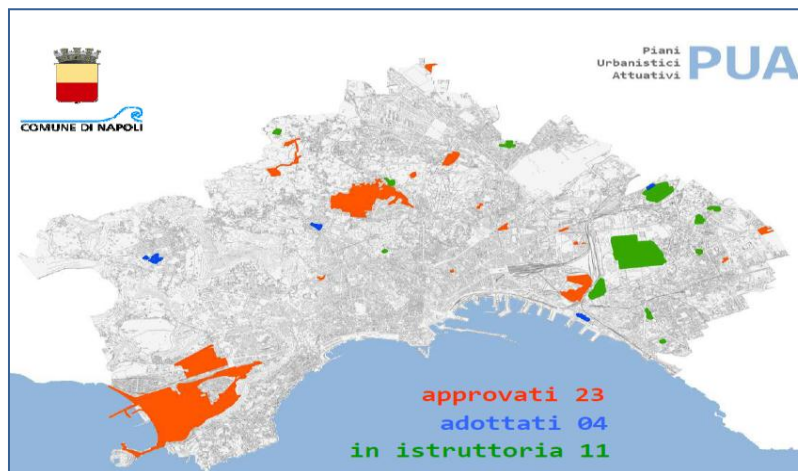 COMUNE DI NAPOLI
Piani
Urbanistici
Attuativi
PUA
approvati 23
adottati 04
in istruttoria 11